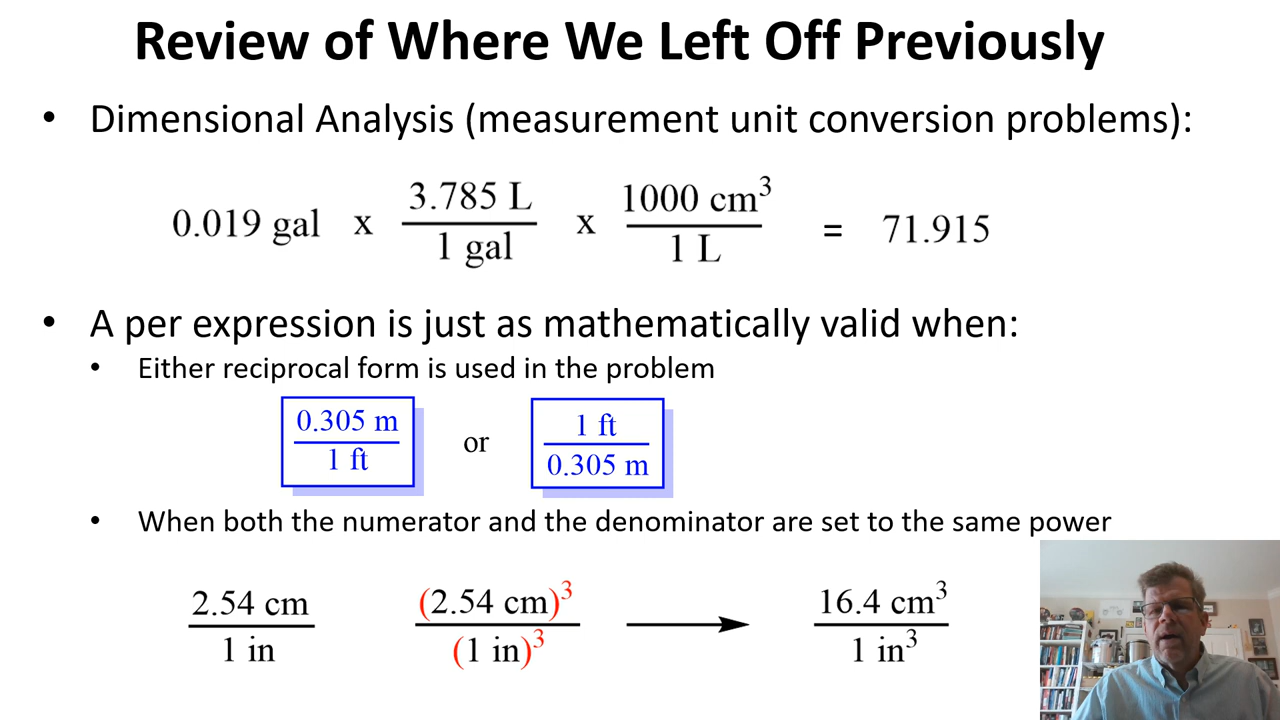 Review of Where We Left Off Previously
• Dimensional Analysis (measurement unit conversion problems):
0.019 gal x 3.785 L / 1 gal x 1000 cm³ / 1 L = 71.915
• A per expression is just as mathematically valid when:
• Either reciprocal form is used in the problem
0.305 m / 1 ft or 1 ft / 0.305 m
• When both the numerator and the denominator are set to the same power
2.54 cm / 1 in (2.54 cm)³ / (1 in)³ → 16.4 cm³ / 1 in³